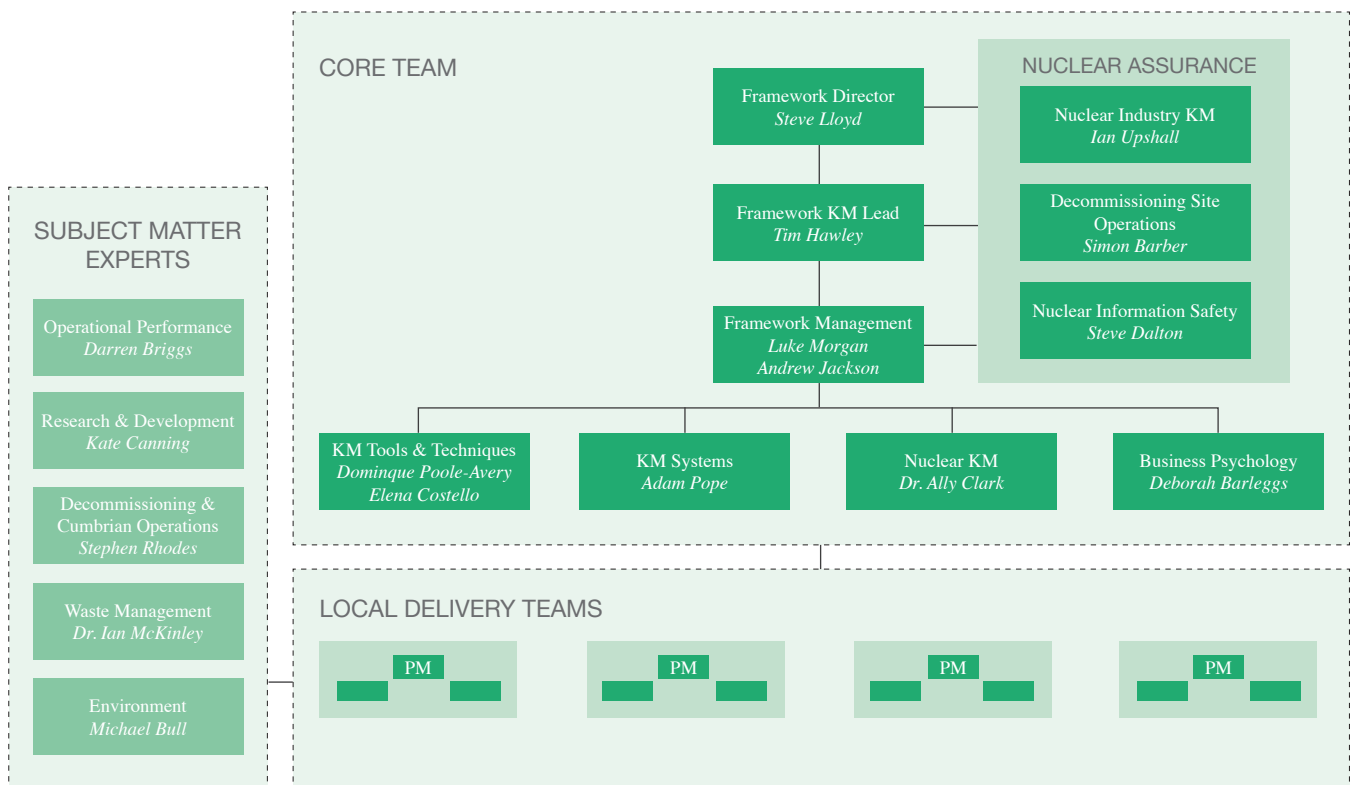 CORE TEAM
Framework Director
Steve Lloyd
Framework KM Lead
Tim Hawley
Framework Management
Luke Morgan
Andrew Jackson
NUCLEAR ASSURANCE
Nuclear Industry KM
Ian Upshall
Decommissioning Site
Operations
Simon Barber
Nuclear Information Safety
Steve Dalton
KM Tools & Techniques
Dominque Poole-Avery
Elena Costello
KM Systems
Adam Pope
Nuclear KM
Dr. Ally Clark
Business Psychology
Deborah Barleggs
SUBJECT MATTER
EXPERTS
Operational Performance
Darren Briggs
Research & Development
Kate Canning
Decommissioning &
Cumbrian Operations
Stephen Rhodes
Waste Management
Dr. Ian McKinley
Environment
Michael Bull
LOCAL DELIVERY TEAMS
PM
PM
PM
PM